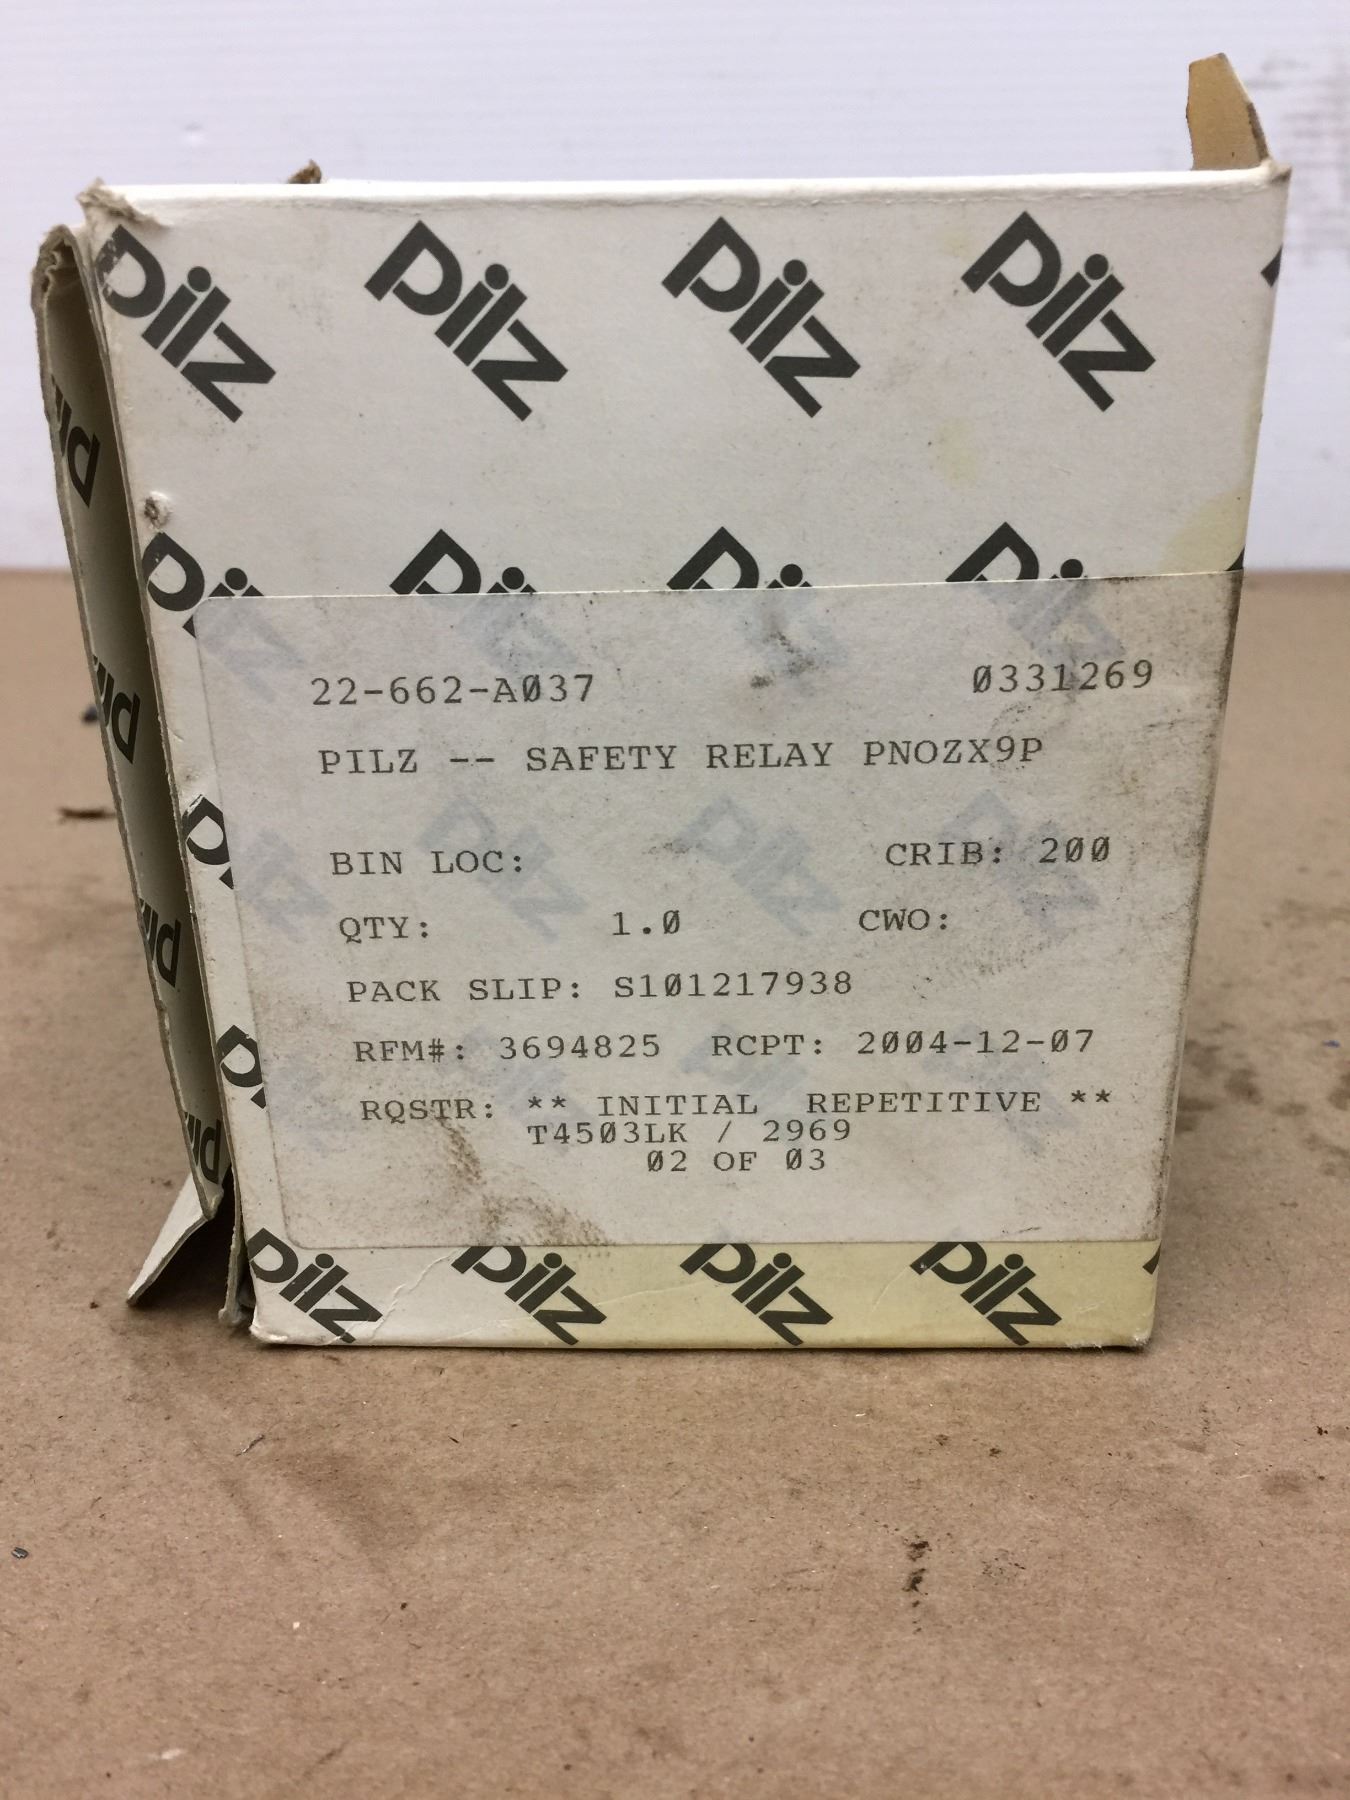 pilz pilz pilz pilz
pilz
22-662-A037 0331269
PILZ -- SAFETY RELAY PNOZX9P
BIN LOC: CRIB: 200
QTY: 1.0 CWO:
PACK SLIP: S101217938
RFM#: 3694825 RCPT: 2004-12-07
RQSTR: ** INITIAL REPETITIVE **
T4503LK / 2969
02 OF 03
pilz pilz pilz pilz